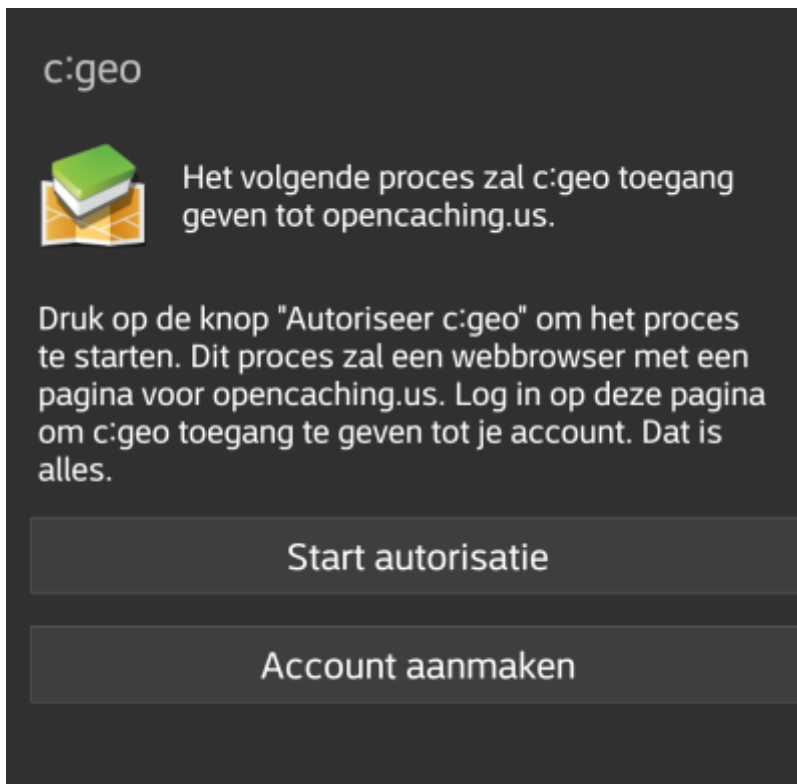 c:geo
Het volgende proces zal c:geo toegang
geven tot opencaching.us.
Druk op de knop "Autoriseer c:geo" om het proces
te starten. Dit proces zal een webbrowser met een
pagina voor opencaching.us. Log in op deze pagina
om c:geo toegang te geven tot je account. Dat is
alles.
Start autorisatie
Account aanmaken